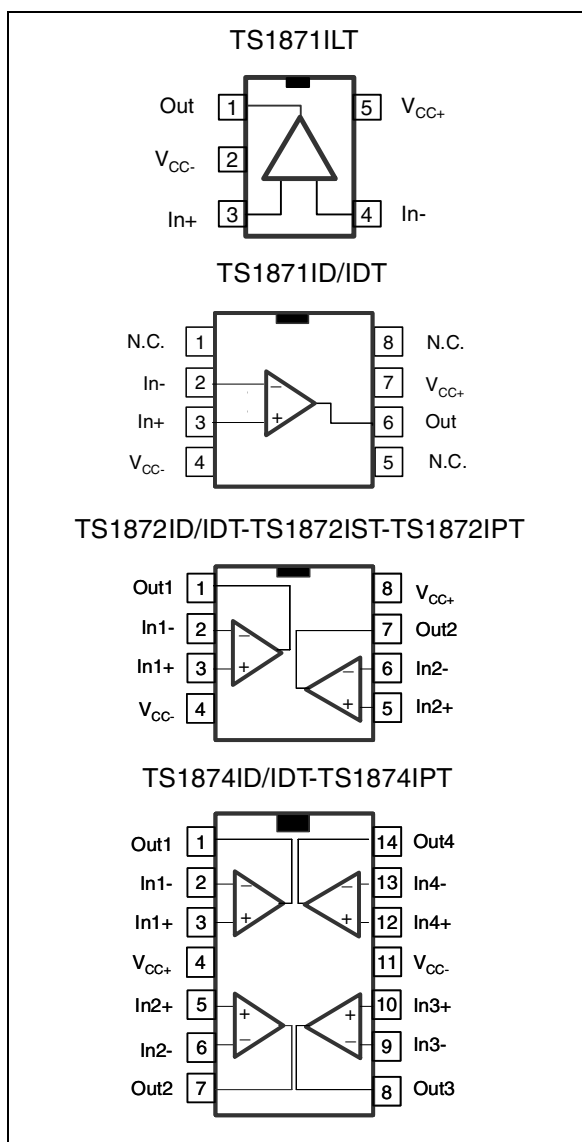 TS1871ILT
Out 1 5 VCC+
VCC- 2
In+ 3 4 In-
TS1871ID/IDT
N.C. 1 8 N.C.
In- 2 − 7 VCC+
In+ 3 + 6 Out
VCC- 4 5 N.C.
TS1872ID/IDT-TS1872IST-TS1872IPT
Out1 1 8 VCC+
In1- 2 − 7 Out2
In1+ 3 + − 6 In2-
VCC- 4 + 5 In2+
TS1874ID/IDT-TS1874IPT
Out1 1 14 Out4
In1- 2 − − 13 In4-
In1+ 3 + + 12 In4+
VCC+ 4 11 VCC-
In2+ 5 + + 10 In3+
In2- 6 − − 9 In3-
Out2 7 8 Out3